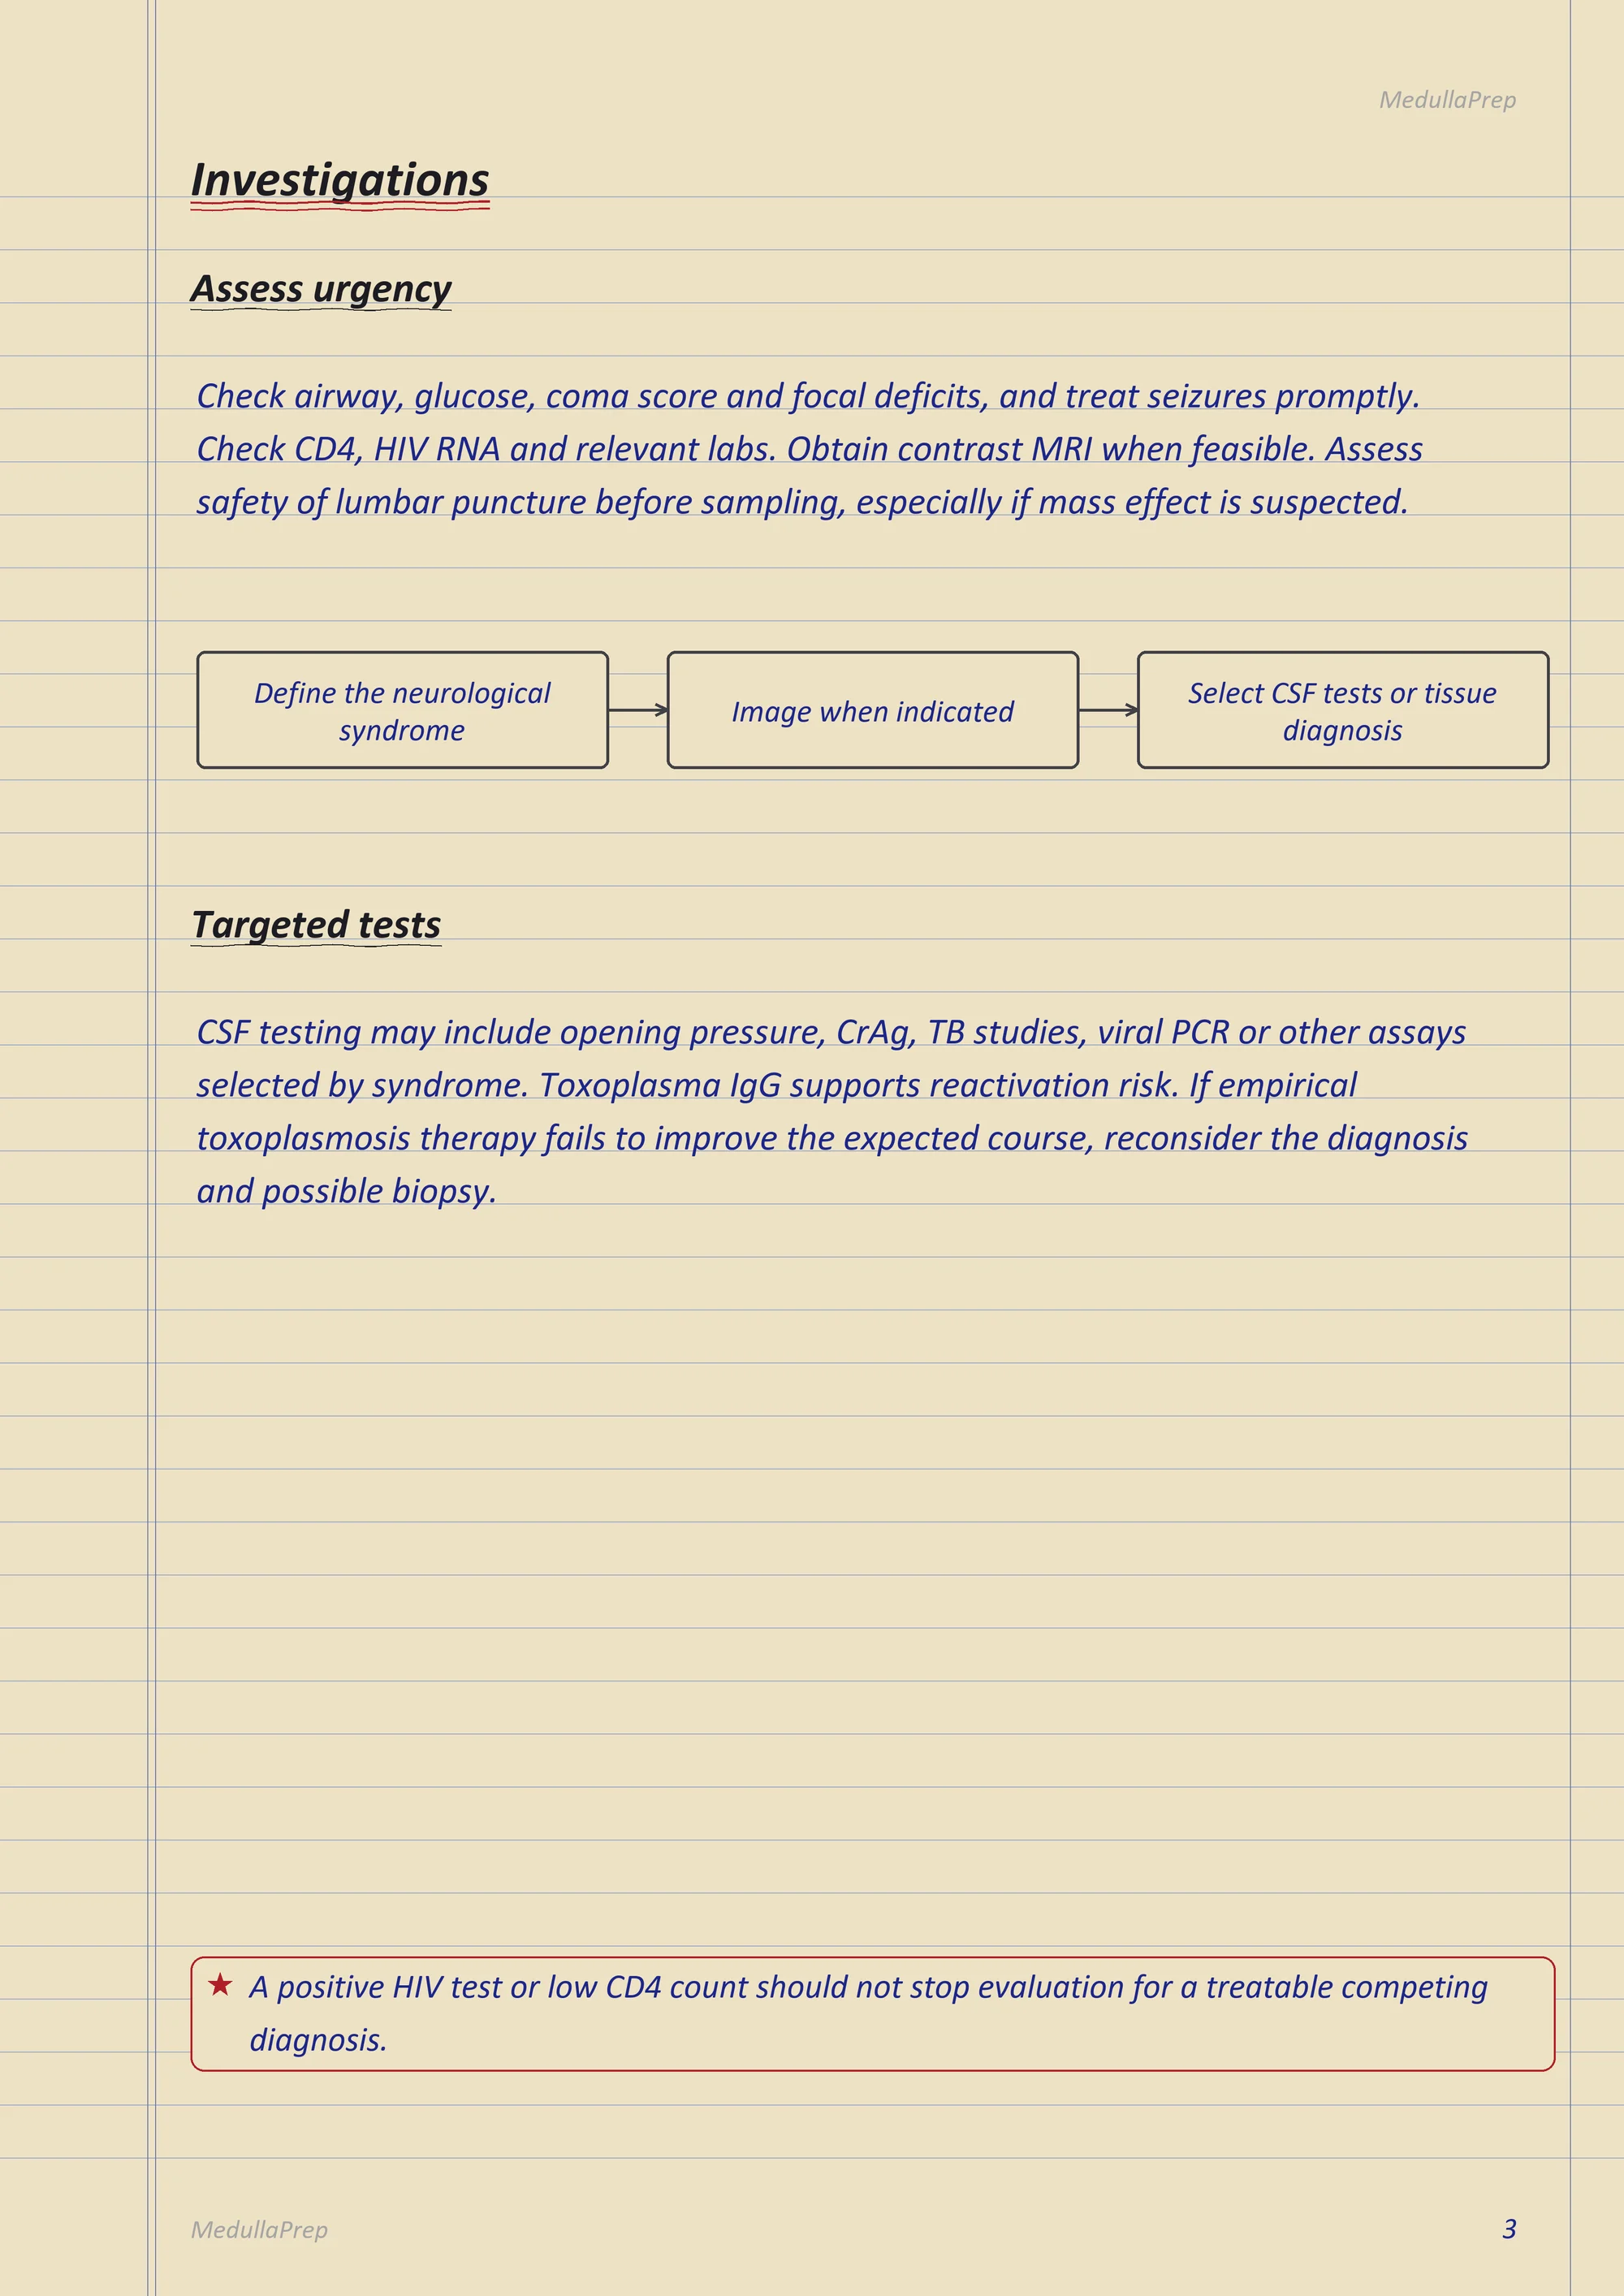 MedullaPrep
Investigations
Assess urgency
Check airway, glucose, coma score and focal deficits, and treat seizures promptly.
Check CD4, HIV RNA and relevant labs. Obtain contrast MRI when feasible. Assess
safety of lumbar puncture before sampling, especially if mass effect is suspected.
Define the neurological
syndrome
Image when indicated
Select CSF tests or tissue
diagnosis
Targeted tests
CSF testing may include opening pressure, CrAg, TB studies, viral PCR or other assays
selected by syndrome. Toxoplasma IgG supports reactivation risk. If empirical
toxoplasmosis therapy fails to improve the expected course, reconsider the diagnosis
and possible biopsy.
★ A positive HIV test or low CD4 count should not stop evaluation for a treatable competing
diagnosis.
MedullaPrep
3